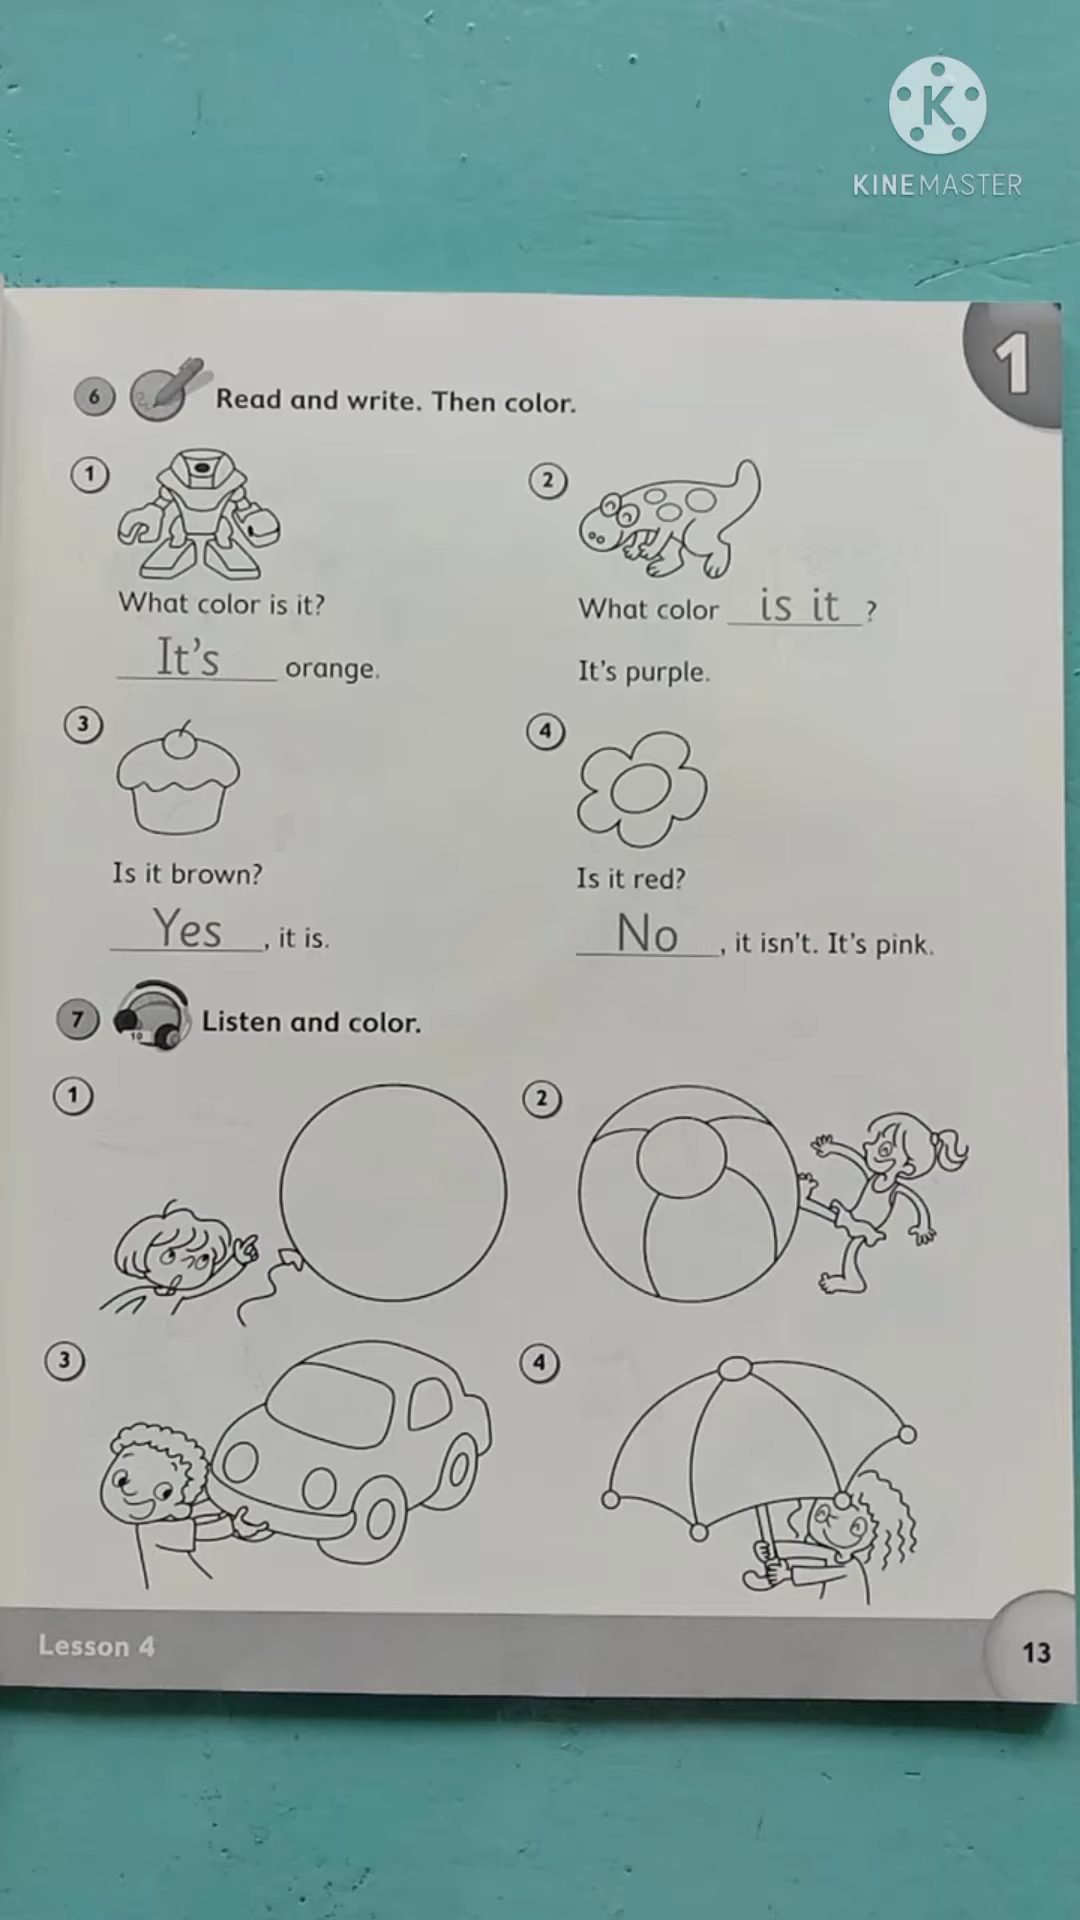 K
KINEMASTER
1
6 Read and write. Then color.
1
2
What color is it?
It's orange.
What color is it ?
It's purple.
3
4
Is it brown?
Yes , it is.
Is it red?
No , it isn't. It's pink.
7 10 Listen and color.
1
2
3
4
Lesson 4
13